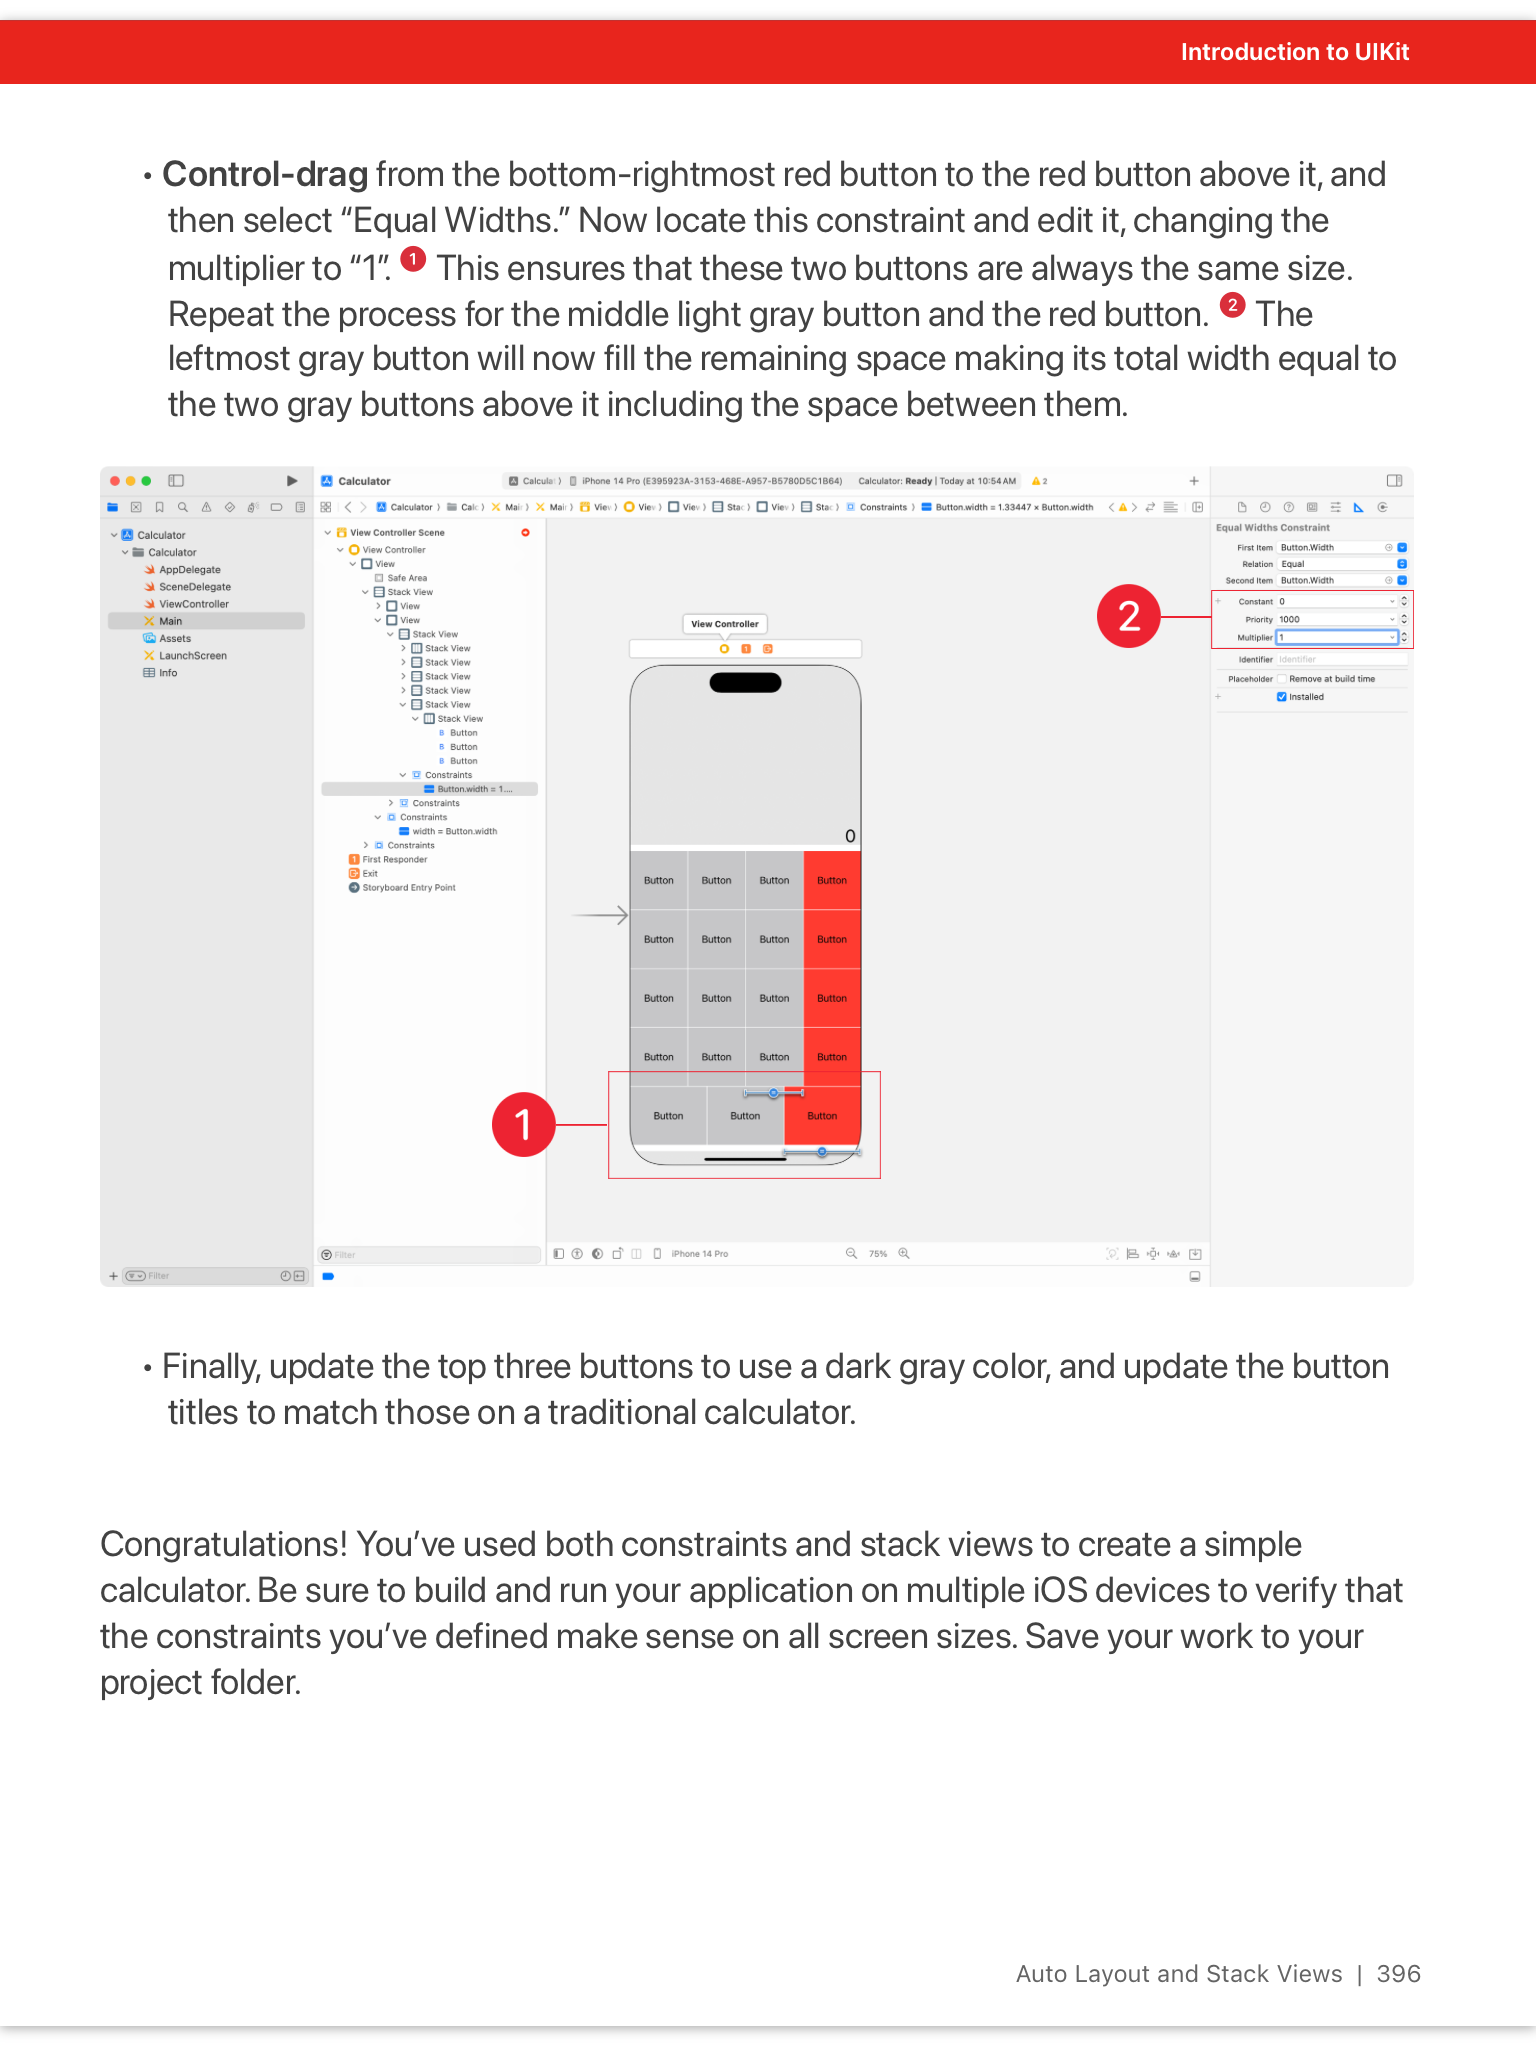 Introduction to UIKit
• Control-drag from the bottom-rightmost red button to the red button above it, and
then select “Equal Widths.” Now locate this constraint and edit it, changing the
multiplier to “1”. 1 This ensures that these two buttons are always the same size.
Repeat the process for the middle light gray button and the red button. 2 The
leftmost gray button will now fill the remaining space making its total width equal to
the two gray buttons above it including the space between them.
Calculator
Calcula⟩ iPhone 14 Pro (E395923A-3153-468E-A957-B5780D5C1B64) Calculator: Ready | Today at 10:54 AM 2
Calculator ⟩ Calc ⟩ Mai ⟩ Mai ⟩ Viev ⟩ Viev ⟩ Viev ⟩ Stac ⟩ Viev ⟩ Stac ⟩ Constraints ⟩ Button.width = 1.33447 × Button.width
Calculator
Calculator
AppDelegate
SceneDelegate
ViewController
Main
Assets
LaunchScreen
Info
Filter
View Controller Scene
View Controller
View
Safe Area
Stack View
View
View
Stack View
Stack View
Stack View
Stack View
Stack View
Stack View
Stack View
B Button
B Button
B Button
Constraints
Button.width = 1....
Constraints
Constraints
width = Button.width
Constraints
First Responder
Exit
Storyboard Entry Point
Filter
View Controller
0
Button Button Button Button
Button Button Button Button
Button Button Button Button
Button Button Button Button
Button Button Button
1
iPhone 14 Pro
75%
Equal Widths Constraint
First Item Button.Width
Relation Equal
Second Item Button.Width
2
Constant 0
Priority 1000
Multiplier 1
Identifier Identifier
Placeholder Remove at build time
Installed
• Finally, update the top three buttons to use a dark gray color, and update the button
titles to match those on a traditional calculator.
Congratulations! You’ve used both constraints and stack views to create a simple
calculator. Be sure to build and run your application on multiple iOS devices to verify that
the constraints you’ve defined make sense on all screen sizes. Save your work to your
project folder.
Auto Layout and Stack Views | 396